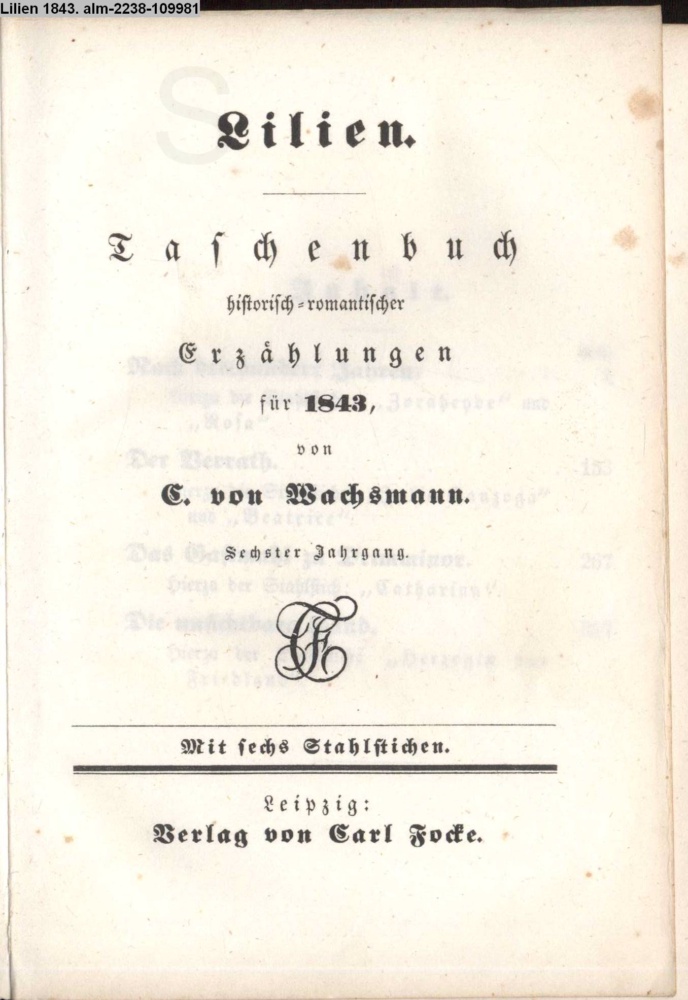 Lilien 1843. alm-2238-109981
Lilien.
Taſchenbuch
hiſtoriſch-romantiſcher
Erzählungen
für 1843,
von
C. von Wachsmann.
Sechster Jahrgang.
CF
Mit ſechs Stahlſtichen.
Leipzig:
Verlag von Carl Focke.